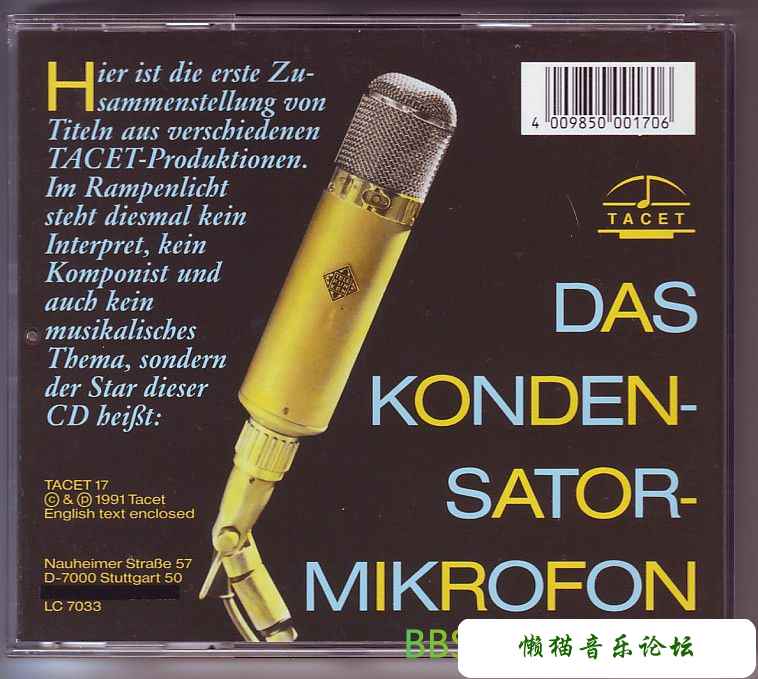 Hier ist die erste Zu-
sammenstellung von
Titeln aus verschiedenen
TACET-Produktionen.
Im Rampenlicht
steht diesmal kein
Interpret, kein
Komponist und
auch kein
musikalisches
Thema, sondern
der Star dieser
CD heißt:
TACET 17
© & ℗ 1991 Tacet
English text enclosed
Nauheimer Straße 57
D-7000 Stuttgart 50
LC 7033
4 009850 001706
TACET
DAS
KONDEN-
SATOR-
MIKROFON
BBS
懒猫音乐论坛